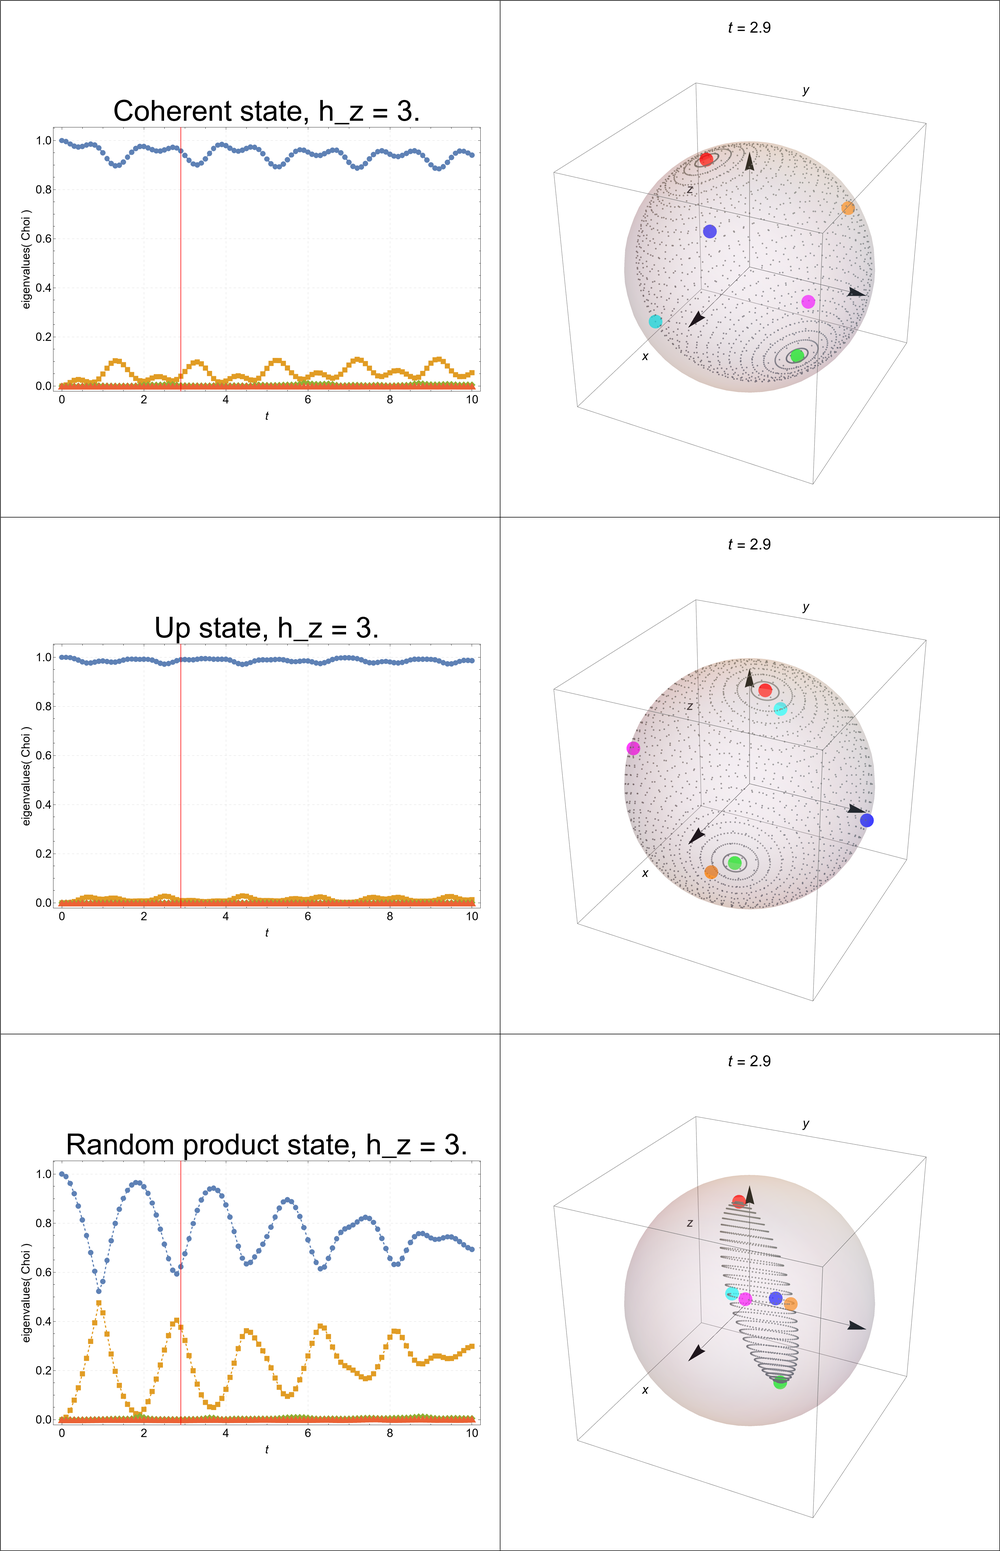 Coherent state, h_z = 3.
eigenvalues( Choi )
1.0
0.8
0.6
0.4
0.2
0.0
0 2 4 6 8 10
t
t = 2.9
y
z
x
Up state, h_z = 3.
eigenvalues( Choi )
1.0
0.8
0.6
0.4
0.2
0.0
0 2 4 6 8 10
t
t = 2.9
y
z
x
Random product state, h_z = 3.
eigenvalues( Choi )
1.0
0.8
0.6
0.4
0.2
0.0
0 2 4 6 8 10
t
t = 2.9
y
z
x